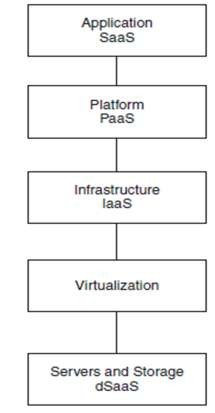 Application
SaaS
Platform
PaaS
Infrastructure
IaaS
Virtualization
Servers and Storage
dSaaS